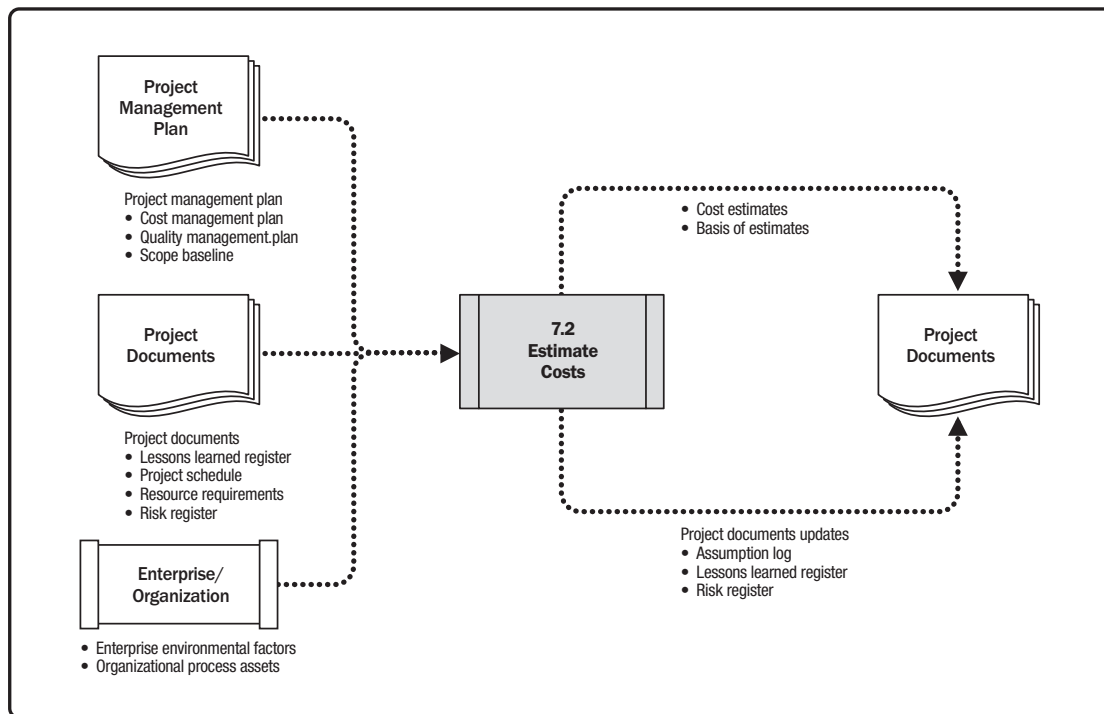 Project
Management
Plan
Project management plan
• Cost management plan
• Quality management.plan
• Scope baseline
Project
Documents
Project documents
• Lessons learned register
• Project schedule
• Resource requirements
• Risk register
Enterprise/
Organization
• Enterprise environmental factors
• Organizational process assets
7.2
Estimate
Costs
• Cost estimates
• Basis of estimates
Project
Documents
Project documents updates
• Assumption log
• Lessons learned register
• Risk register